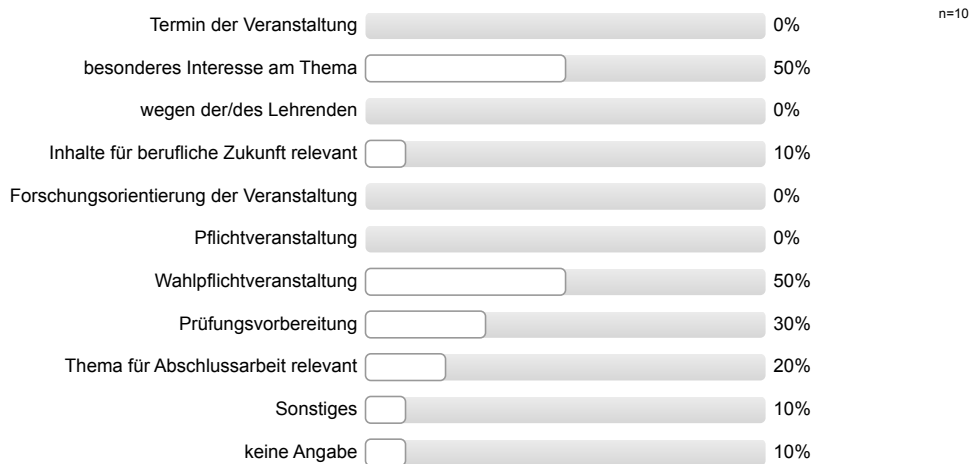 n=10
Termin der Veranstaltung 0%
besonderes Interesse am Thema 50%
wegen der/des Lehrenden 0%
Inhalte für berufliche Zukunft relevant 10%
Forschungsorientierung der Veranstaltung 0%
Pflichtveranstaltung 0%
Wahlpflichtveranstaltung 50%
Prüfungsvorbereitung 30%
Thema für Abschlussarbeit relevant 20%
Sonstiges 10%
keine Angabe 10%